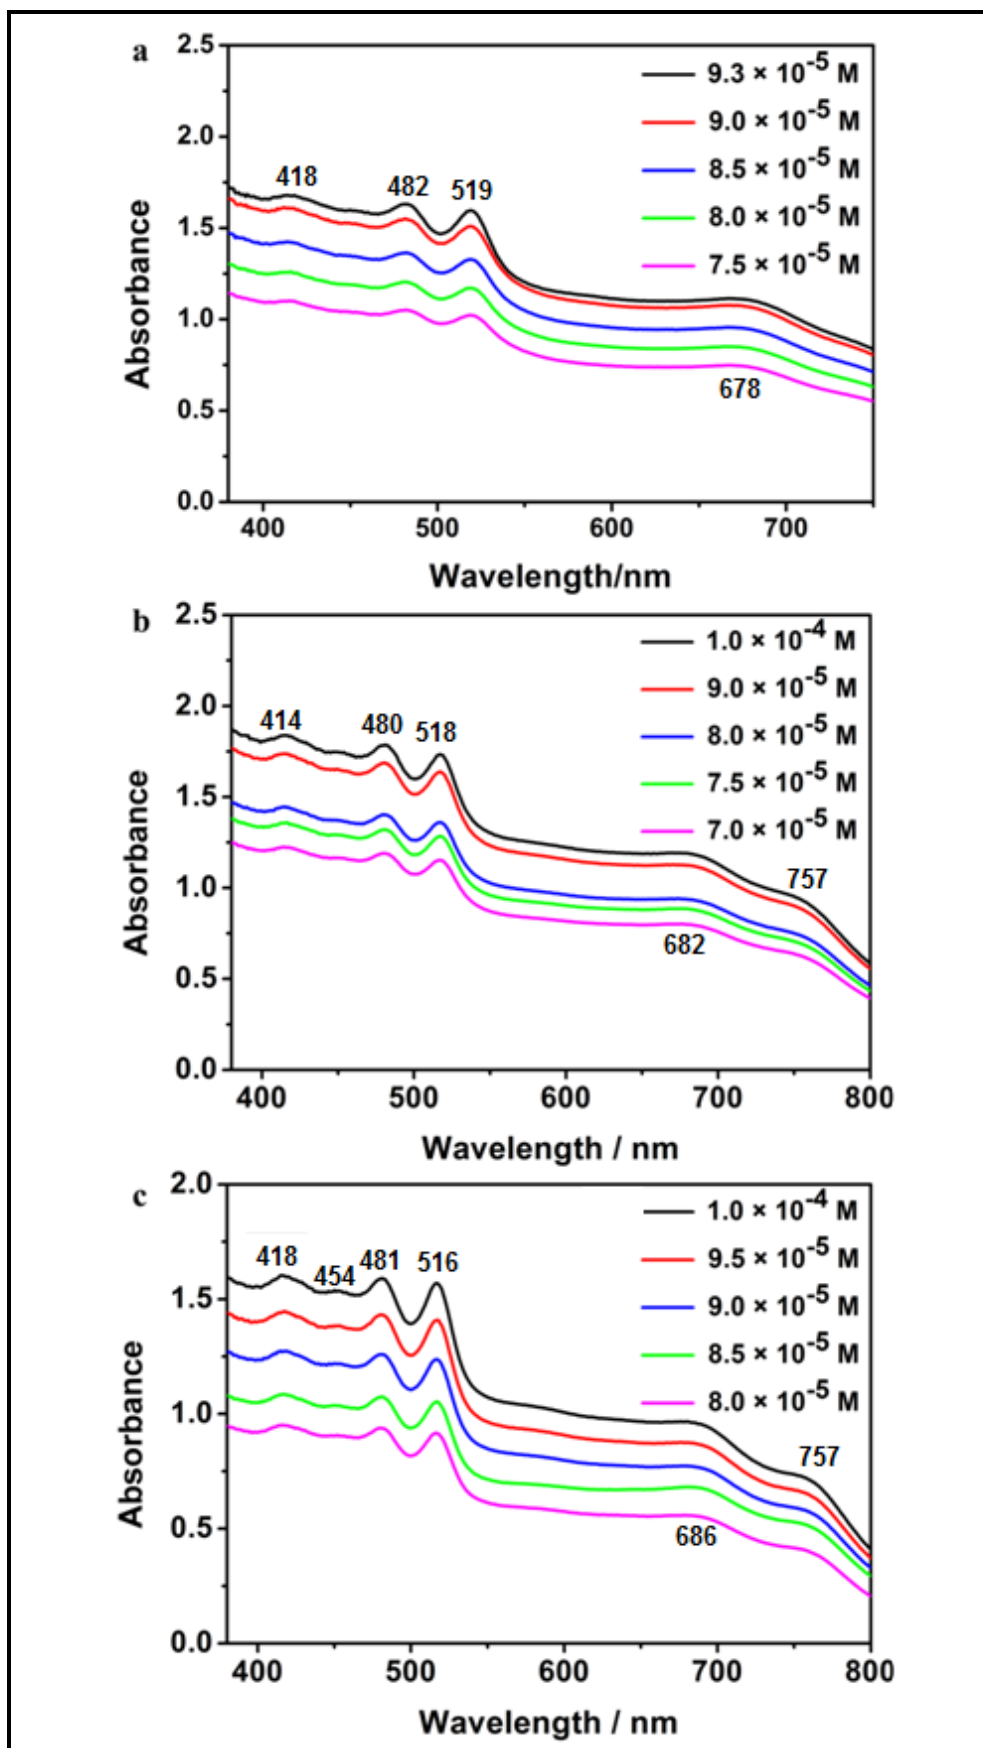 a
2.5
2.0
1.5
1.0
0.5
0.0
Absorbance
9.3 × 10⁻⁵ M
9.0 × 10⁻⁵ M
8.5 × 10⁻⁵ M
8.0 × 10⁻⁵ M
7.5 × 10⁻⁵ M
418 482 519
678
400 500 600 700
Wavelength/nm
b
2.5
2.0
1.5
1.0
0.5
0.0
Absorbance
1.0 × 10⁻⁴ M
9.0 × 10⁻⁵ M
8.0 × 10⁻⁵ M
7.5 × 10⁻⁵ M
7.0 × 10⁻⁵ M
414 480 518
757
682
400 500 600 700 800
Wavelength / nm
c
2.0
1.5
1.0
0.5
0.0
Absorbance
1.0 × 10⁻⁴ M
9.5 × 10⁻⁵ M
9.0 × 10⁻⁵ M
8.5 × 10⁻⁵ M
8.0 × 10⁻⁵ M
418 454 481 516
757
686
400 500 600 700 800
Wavelength / nm